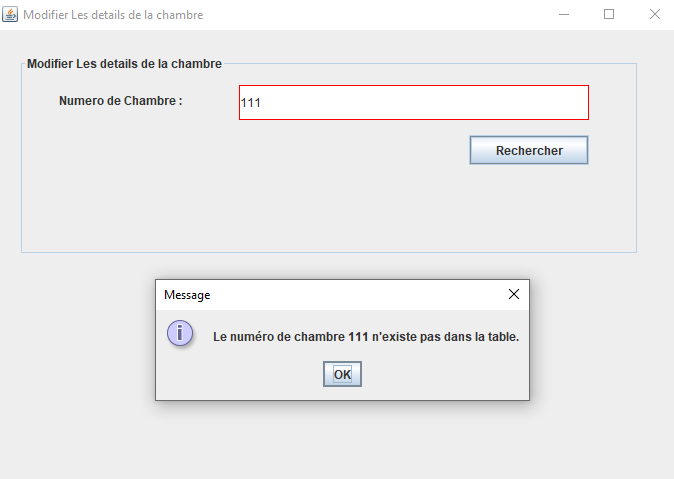 Modifier Les details de la chambre
Modifier Les details de la chambre
Numero de Chambre :
111
Rechercher
Message
Le numéro de chambre 111 n'existe pas dans la table.
OK